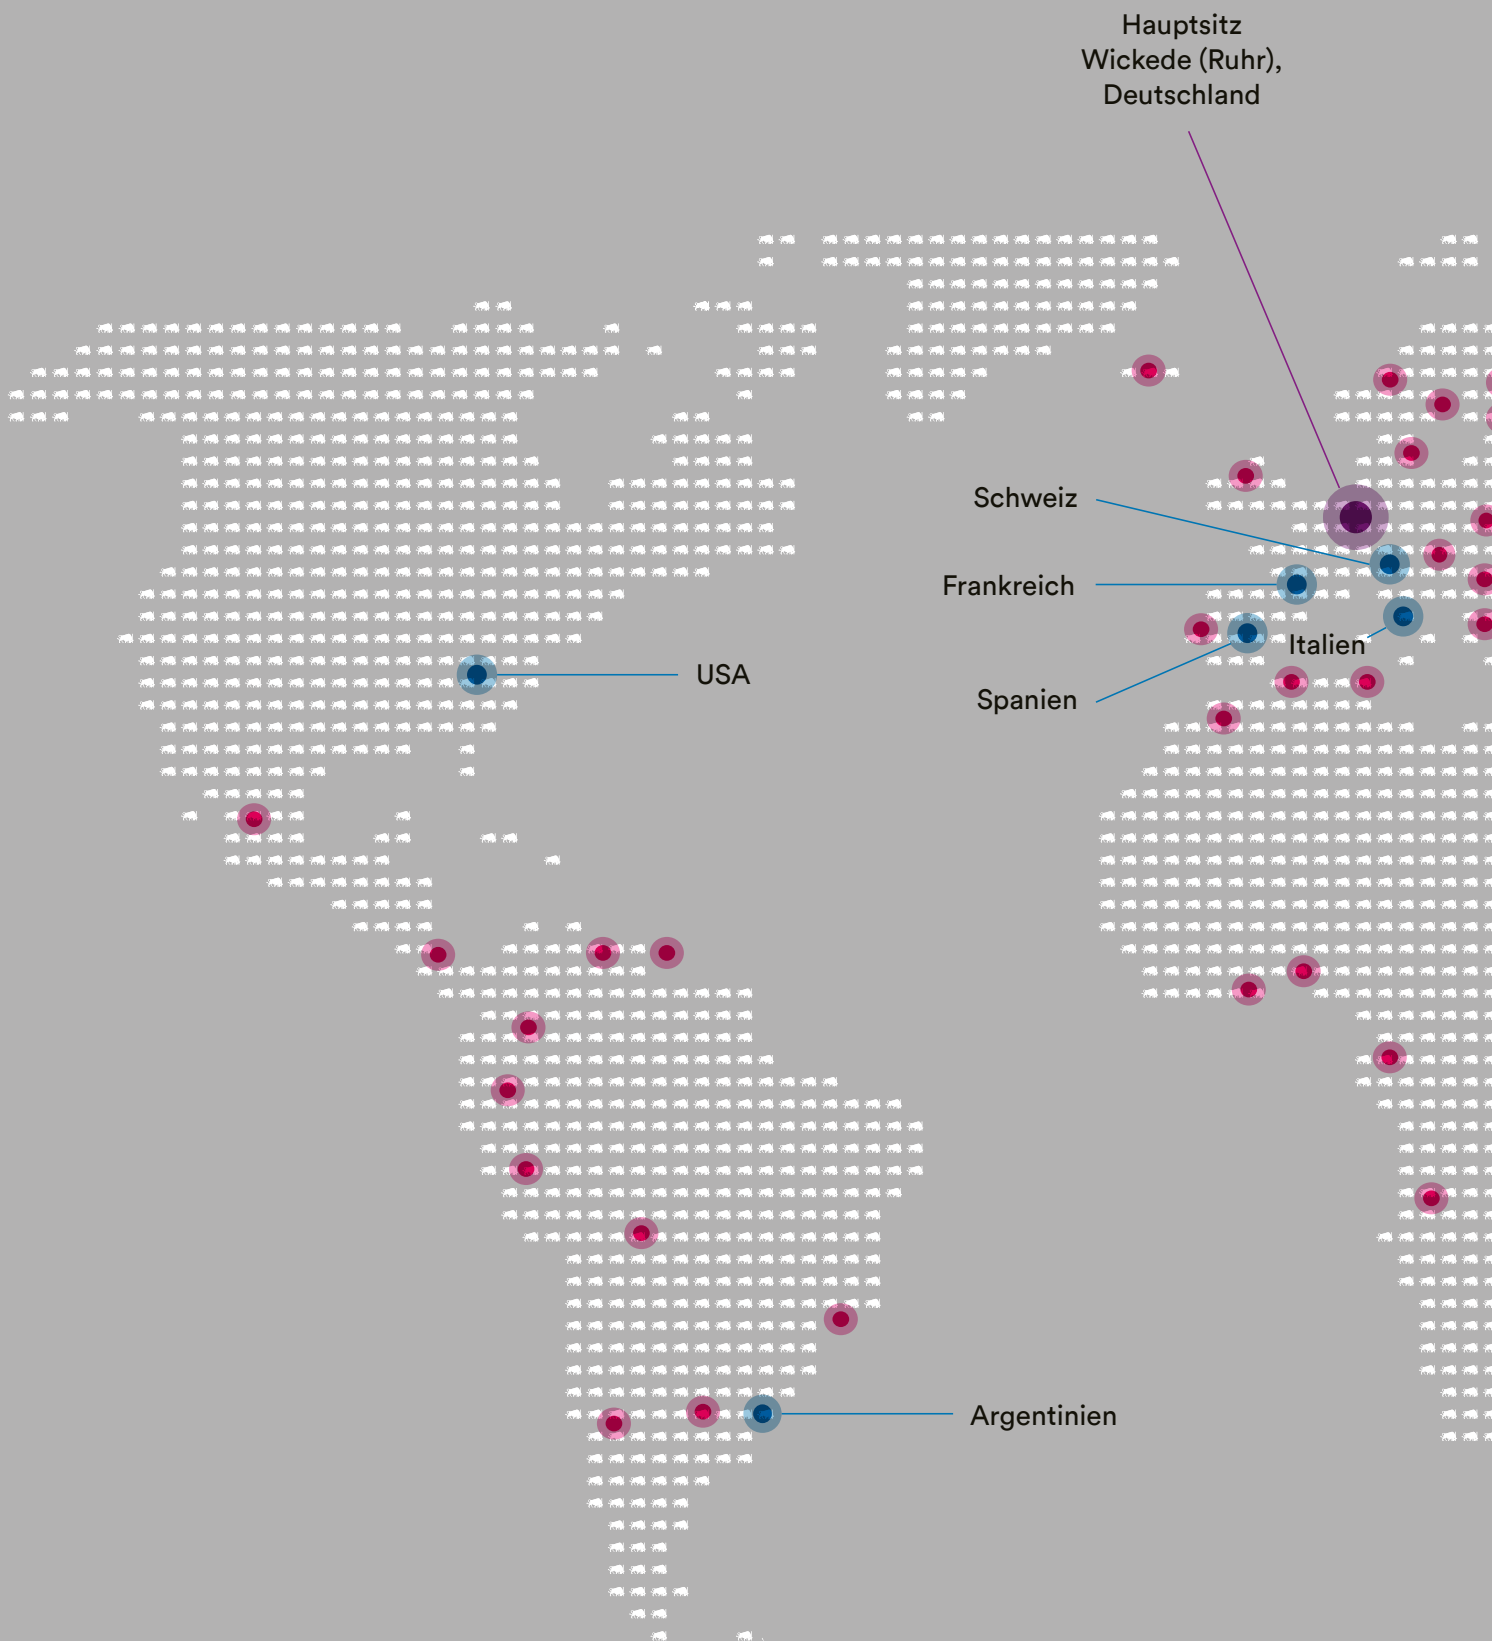 Hauptsitz
Wickede (Ruhr),
Deutschland
Schweiz
Frankreich
Italien
USA
Spanien
Argentinien